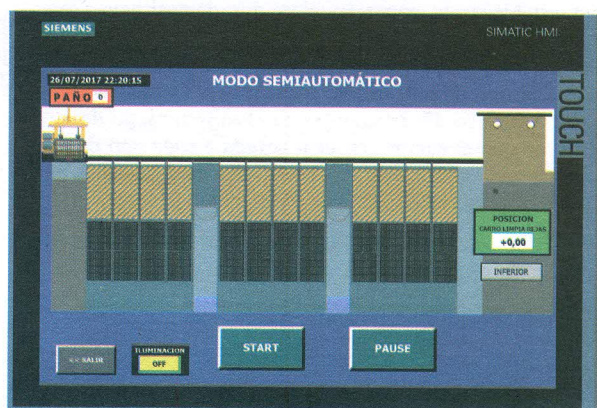 SIEMENS
SIMATIC HMI
TOUCH
26/07/2017 22:20:15
MODO SEMIAUTOMÁTICO
PAÑO 0
POSICION
CARRO LIMPIA REJAS
+0,00
INFERIOR
<< SALIR
ILUMINACION
OFF
START
PAUSE